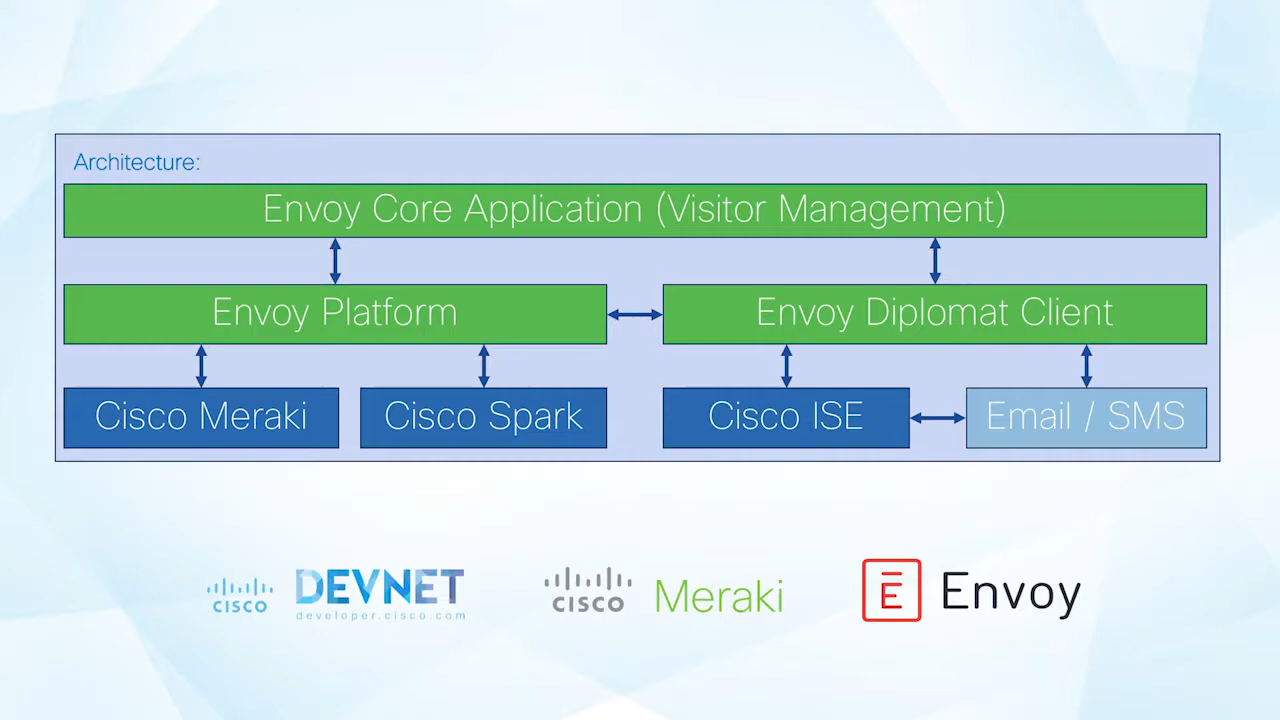 Architecture:
Envoy Core Application (Visitor Management)
Envoy Platform
Envoy Diplomat Client
Cisco Meraki
Cisco Spark
Cisco ISE
Email / SMS
CISCO
DEVNET
developer.cisco.com
CISCO
Meraki
E
Envoy